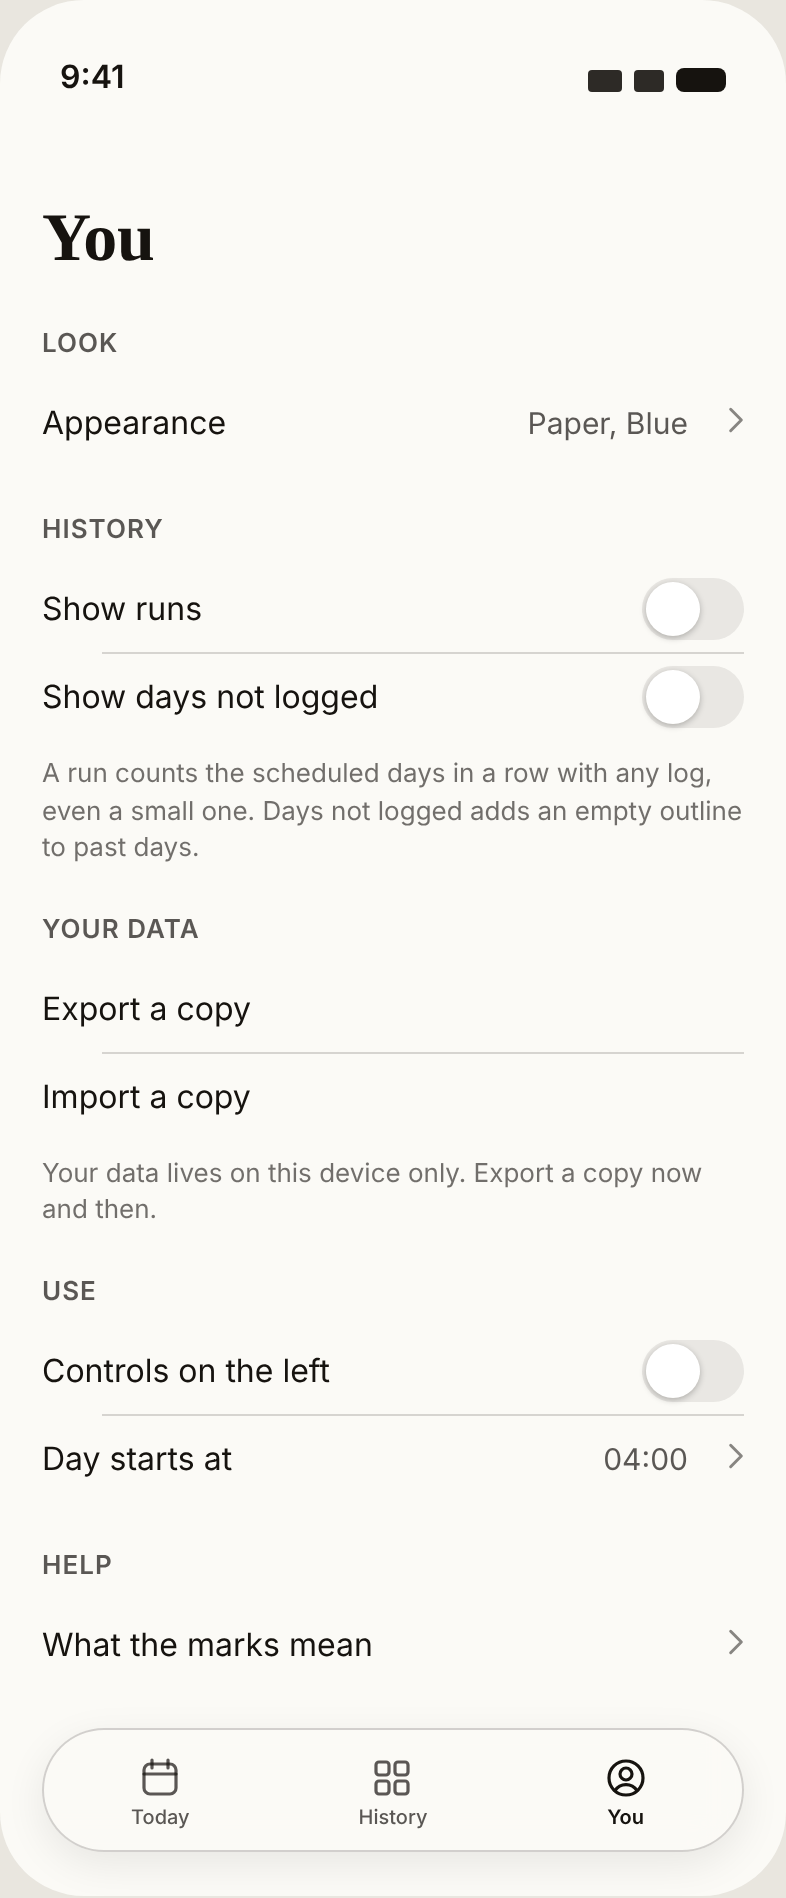 9:41
You
LOOK
Appearance Paper, Blue
HISTORY
Show runs
Show days not logged
A run counts the scheduled days in a row with any log,
even a small one. Days not logged adds an empty outline
to past days.
YOUR DATA
Export a copy
Import a copy
Your data lives on this device only. Export a copy now
and then.
USE
Controls on the left
Day starts at 04:00
HELP
What the marks mean
Today History You